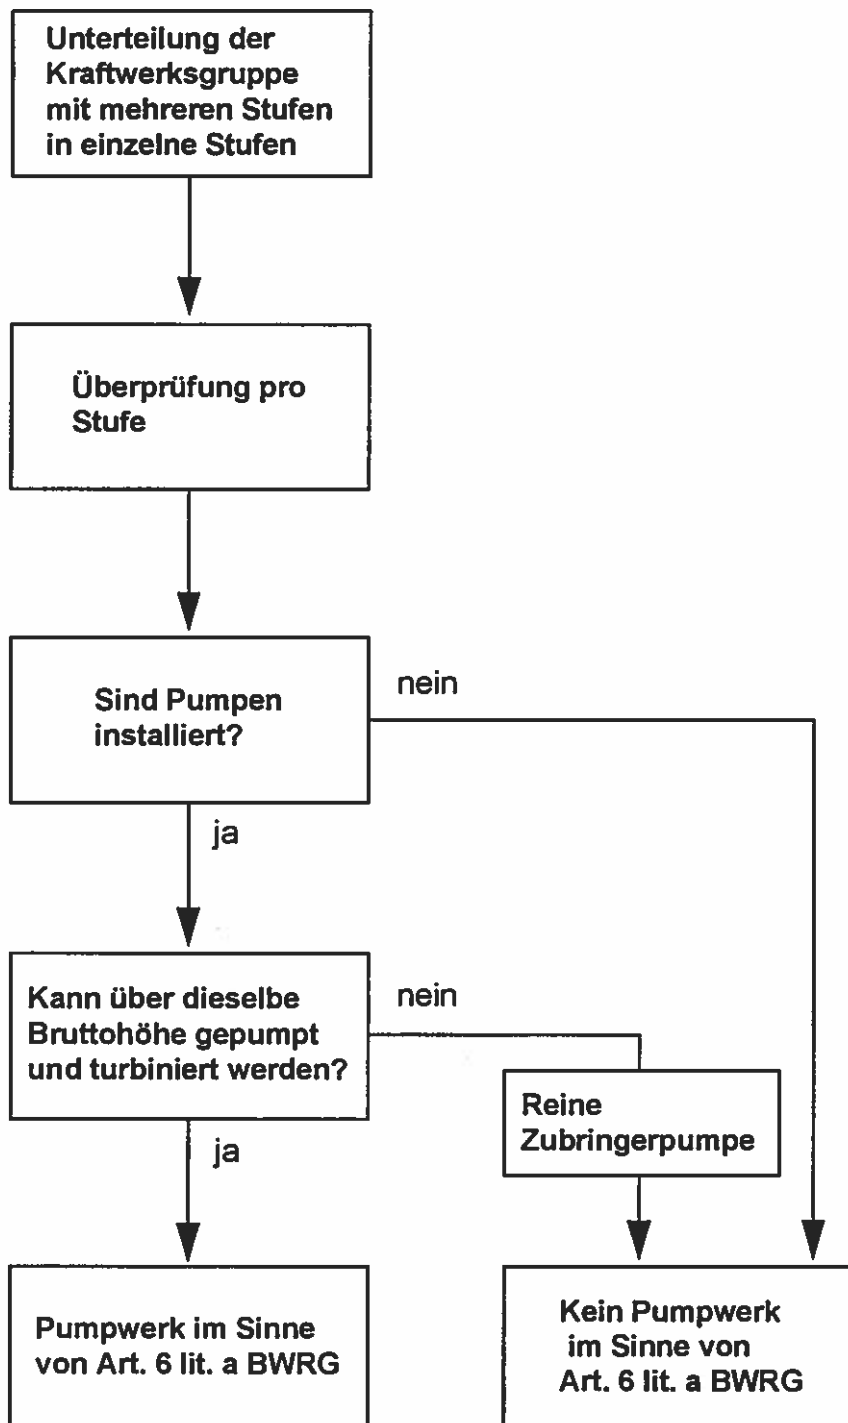 Unterteilung der
Kraftwerksgruppe
mit mehreren Stufen
in einzelne Stufen
Überprüfung pro
Stufe
Sind Pumpen
installiert?
nein
ja
Kann über dieselbe
Bruttohöhe gepumpt
und turbiniert werden?
nein
Reine
Zubringerpumpe
ja
Pumpwerk im Sinne
von Art. 6 lit. a BWRG
Kein Pumpwerk
im Sinne von
Art. 6 lit. a BWRG